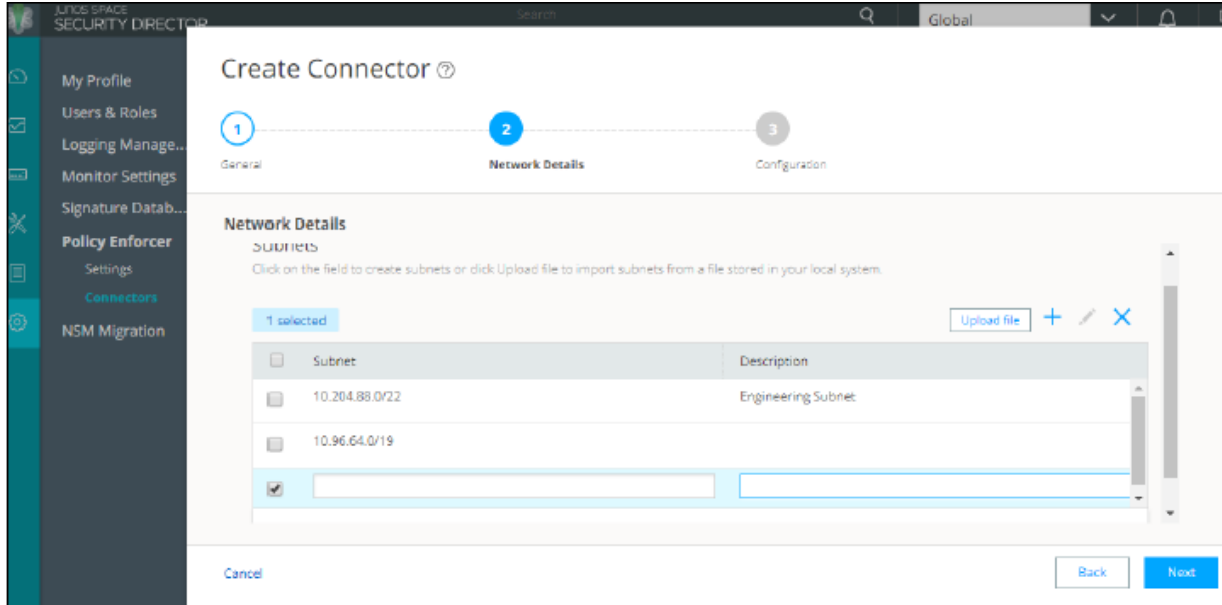 JUNOS SPACE
SECURITY DIRECTOR
Search
Global
My Profile
Users & Roles
Logging Manage...
Monitor Settings
Signature Datab...
Policy Enforcer
Settings
Connectors
NSM Migration
Create Connector ?
1
2
3
General
Network Details
Configuration
Network Details
Subnets
Click on the field to create subnets or click Upload file to import subnets from a file stored in your local system.
1 selected
Upload file
Subnet Description
10.204.88.0/22 Engineering Subnet
10.96.64.0/19
Cancel
Back
Next